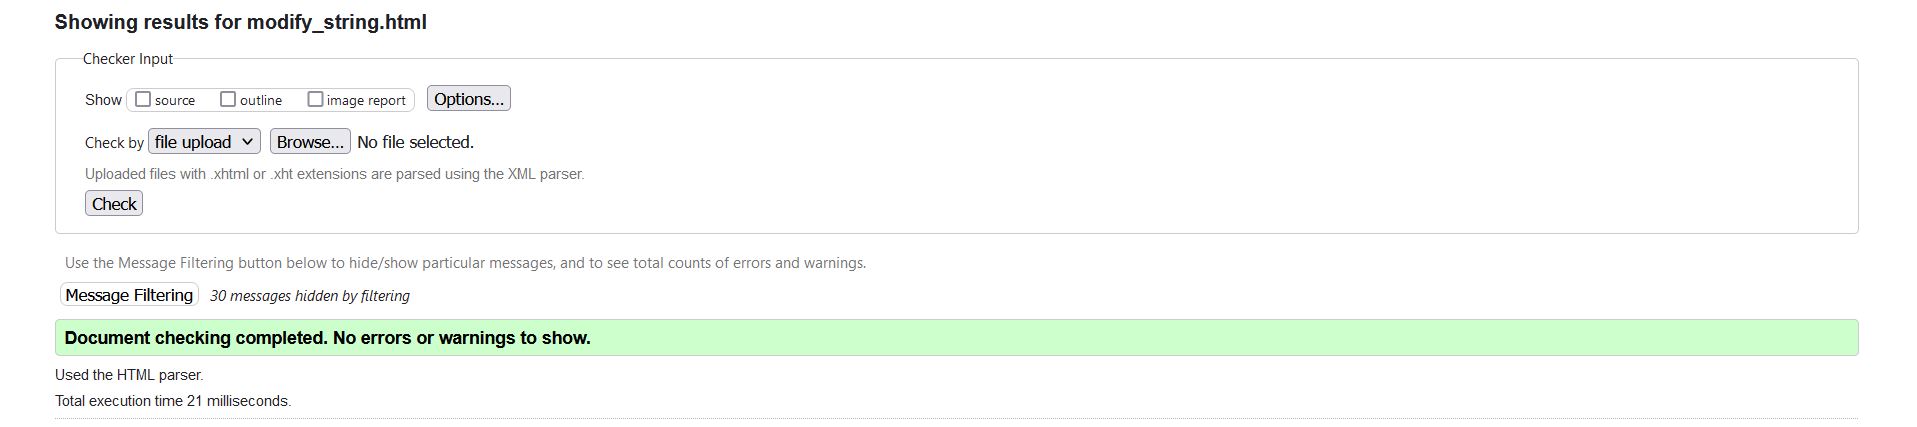 Showing results for modify_string.html
Checker Input
Show source outline image report Options...
Check by file upload Browse... No file selected.
Uploaded files with .xhtml or .xht extensions are parsed using the XML parser.
Check
Use the Message Filtering button below to hide/show particular messages, and to see total counts of errors and warnings.
Message Filtering 30 messages hidden by filtering
Document checking completed. No errors or warnings to show.
Used the HTML parser.
Total execution time 21 milliseconds.